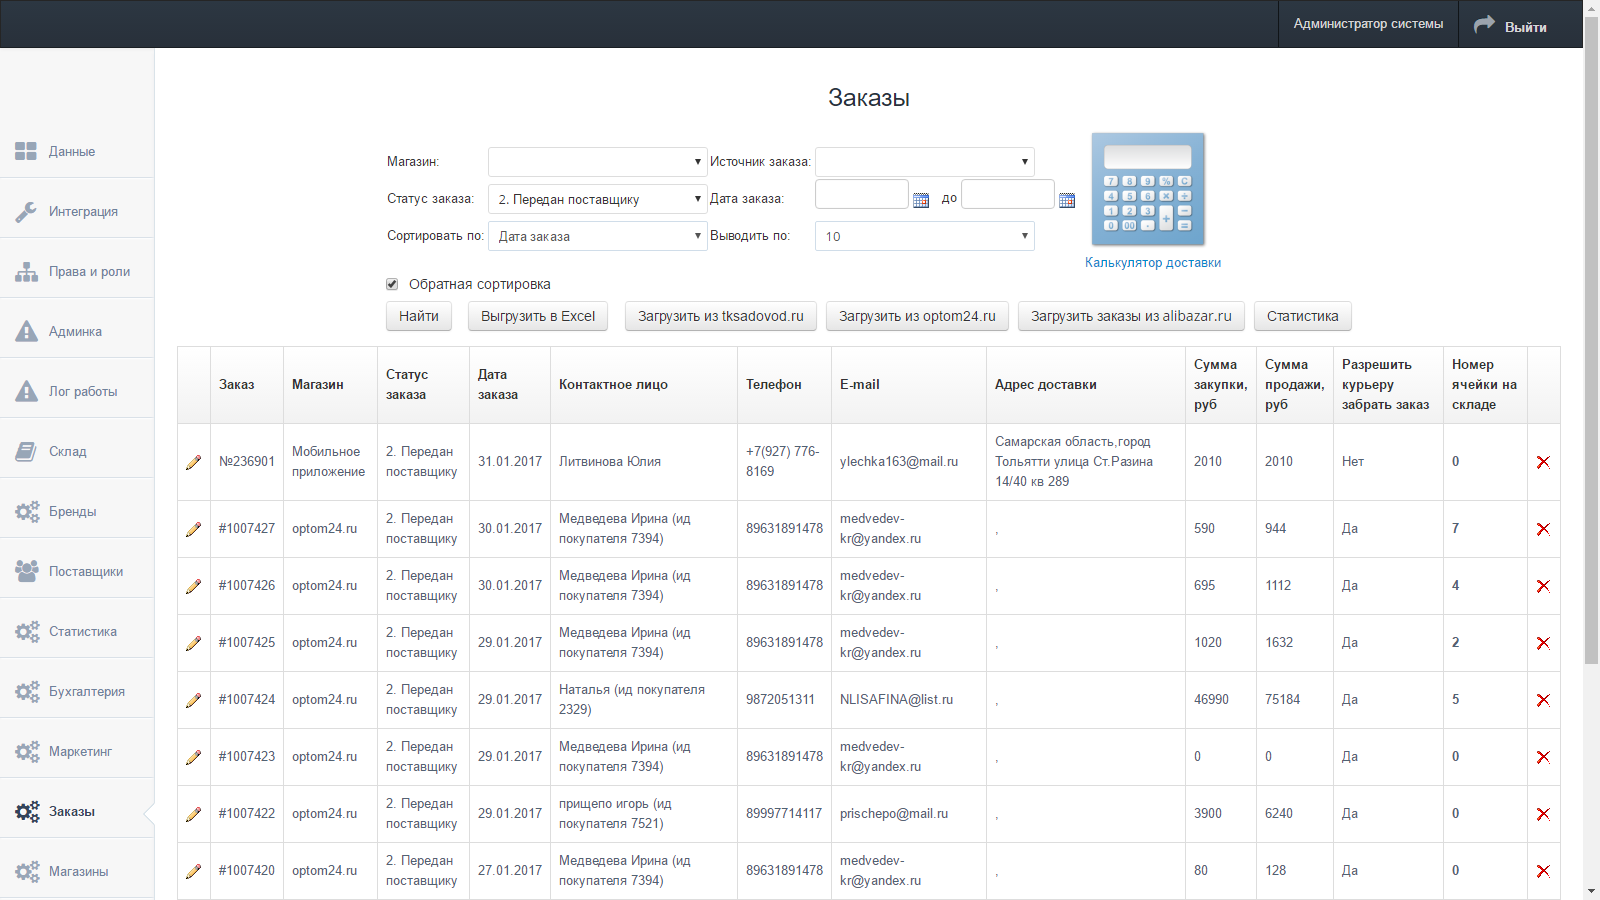 Администратор системы
Выйти
Данные
Интеграция
Права и роли
Админка
Лог работы
Склад
Бренды
Поставщики
Статистика
Бухгалтерия
Маркетинг
Заказы
Магазины
Заказы
Магазин:
Источник заказа:
Статус заказа: 2. Передан поставщику
Дата заказа: до
Сортировать по: Дата заказа
Выводить по: 10
7 8 9 % C
4 5 6 × ÷
1 2 3 −
0 00 · + =
Калькулятор доставки
Обратная сортировка
Найти Выгрузить в Excel Загрузить из tksadovod.ru Загрузить из optom24.ru Загрузить заказы из alibazar.ru Статистика
Заказ Магазин Статус заказа Дата заказа Контактное лицо Телефон E-mail Адрес доставки Сумма закупки, руб Сумма продажи, руб Разрешить курьеру забрать заказ Номер ячейки на складе
№236901 Мобильное приложение 2. Передан поставщику 31.01.2017 Литвинова Юлия +7(927) 776-8169 ylechka163@mail.ru Самарская область,город Тольятти улица Ст.Разина 14/40 кв 289 2010 2010 Нет 0
#1007427 optom24.ru 2. Передан поставщику 30.01.2017 Медведева Ирина (ид покупателя 7394) 89631891478 medvedev-kr@yandex.ru , 590 944 Да 7
#1007426 optom24.ru 2. Передан поставщику 30.01.2017 Медведева Ирина (ид покупателя 7394) 89631891478 medvedev-kr@yandex.ru , 695 1112 Да 4
#1007425 optom24.ru 2. Передан поставщику 29.01.2017 Медведева Ирина (ид покупателя 7394) 89631891478 medvedev-kr@yandex.ru , 1020 1632 Да 2
#1007424 optom24.ru 2. Передан поставщику 29.01.2017 Наталья (ид покупателя 2329) 9872051311 NLISAFINA@list.ru , 46990 75184 Да 5
#1007423 optom24.ru 2. Передан поставщику 29.01.2017 Медведева Ирина (ид покупателя 7394) 89631891478 medvedev-kr@yandex.ru , 0 0 Да 0
#1007422 optom24.ru 2. Передан поставщику 29.01.2017 прищепо игорь (ид покупателя 7521) 89997714117 prischepo@mail.ru , 3900 6240 Да 0
#1007420 optom24.ru 2. Передан поставщику 27.01.2017 Медведева Ирина (ид покупателя 7394) 89631891478 medvedev-kr@yandex.ru , 80 128 Да 0